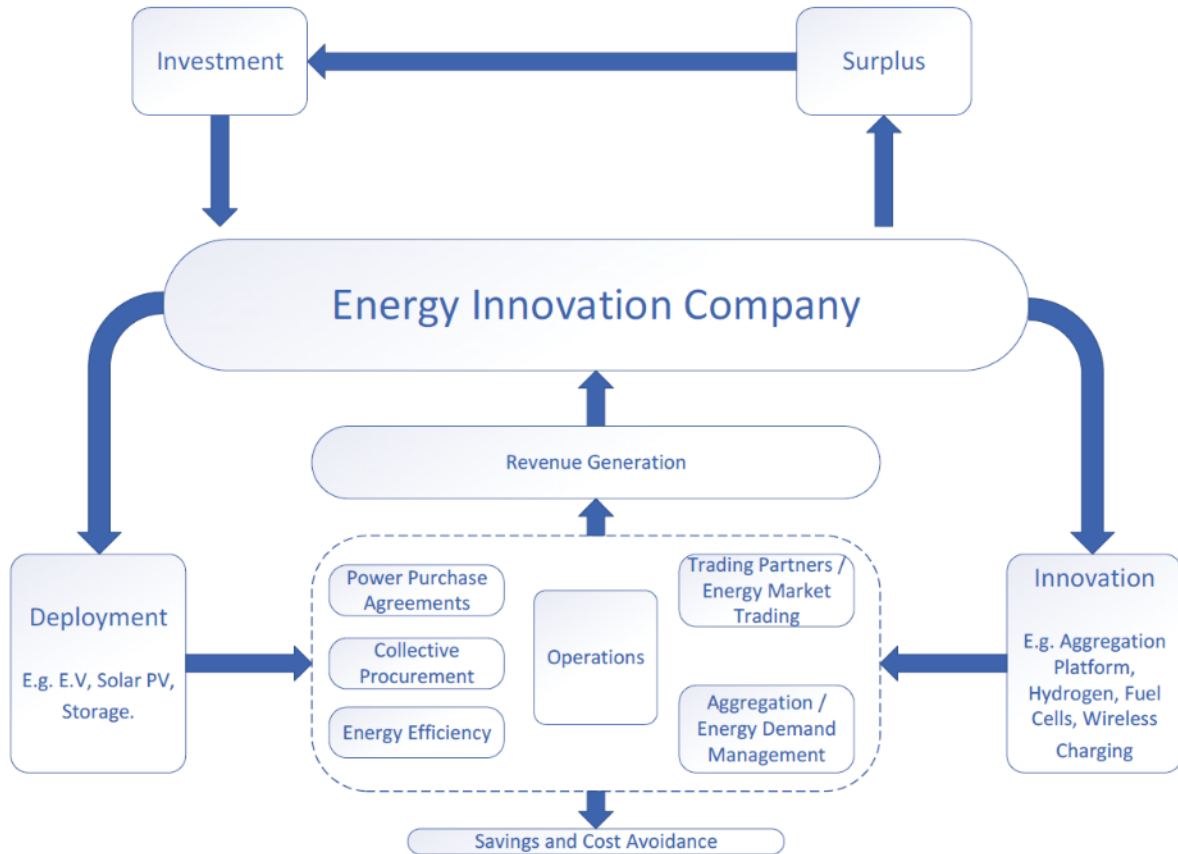 Investment
Surplus
Energy Innovation Company
Revenue Generation
Deployment
E.g. E.V, Solar PV,
Storage.
Power Purchase
Agreements
Collective
Procurement
Energy Efficiency
Operations
Trading Partners /
Energy Market
Trading
Aggregation /
Energy Demand
Management
Innovation
E.g. Aggregation
Platform,
Hydrogen, Fuel
Cells, Wireless
Charging
Savings and Cost Avoidance